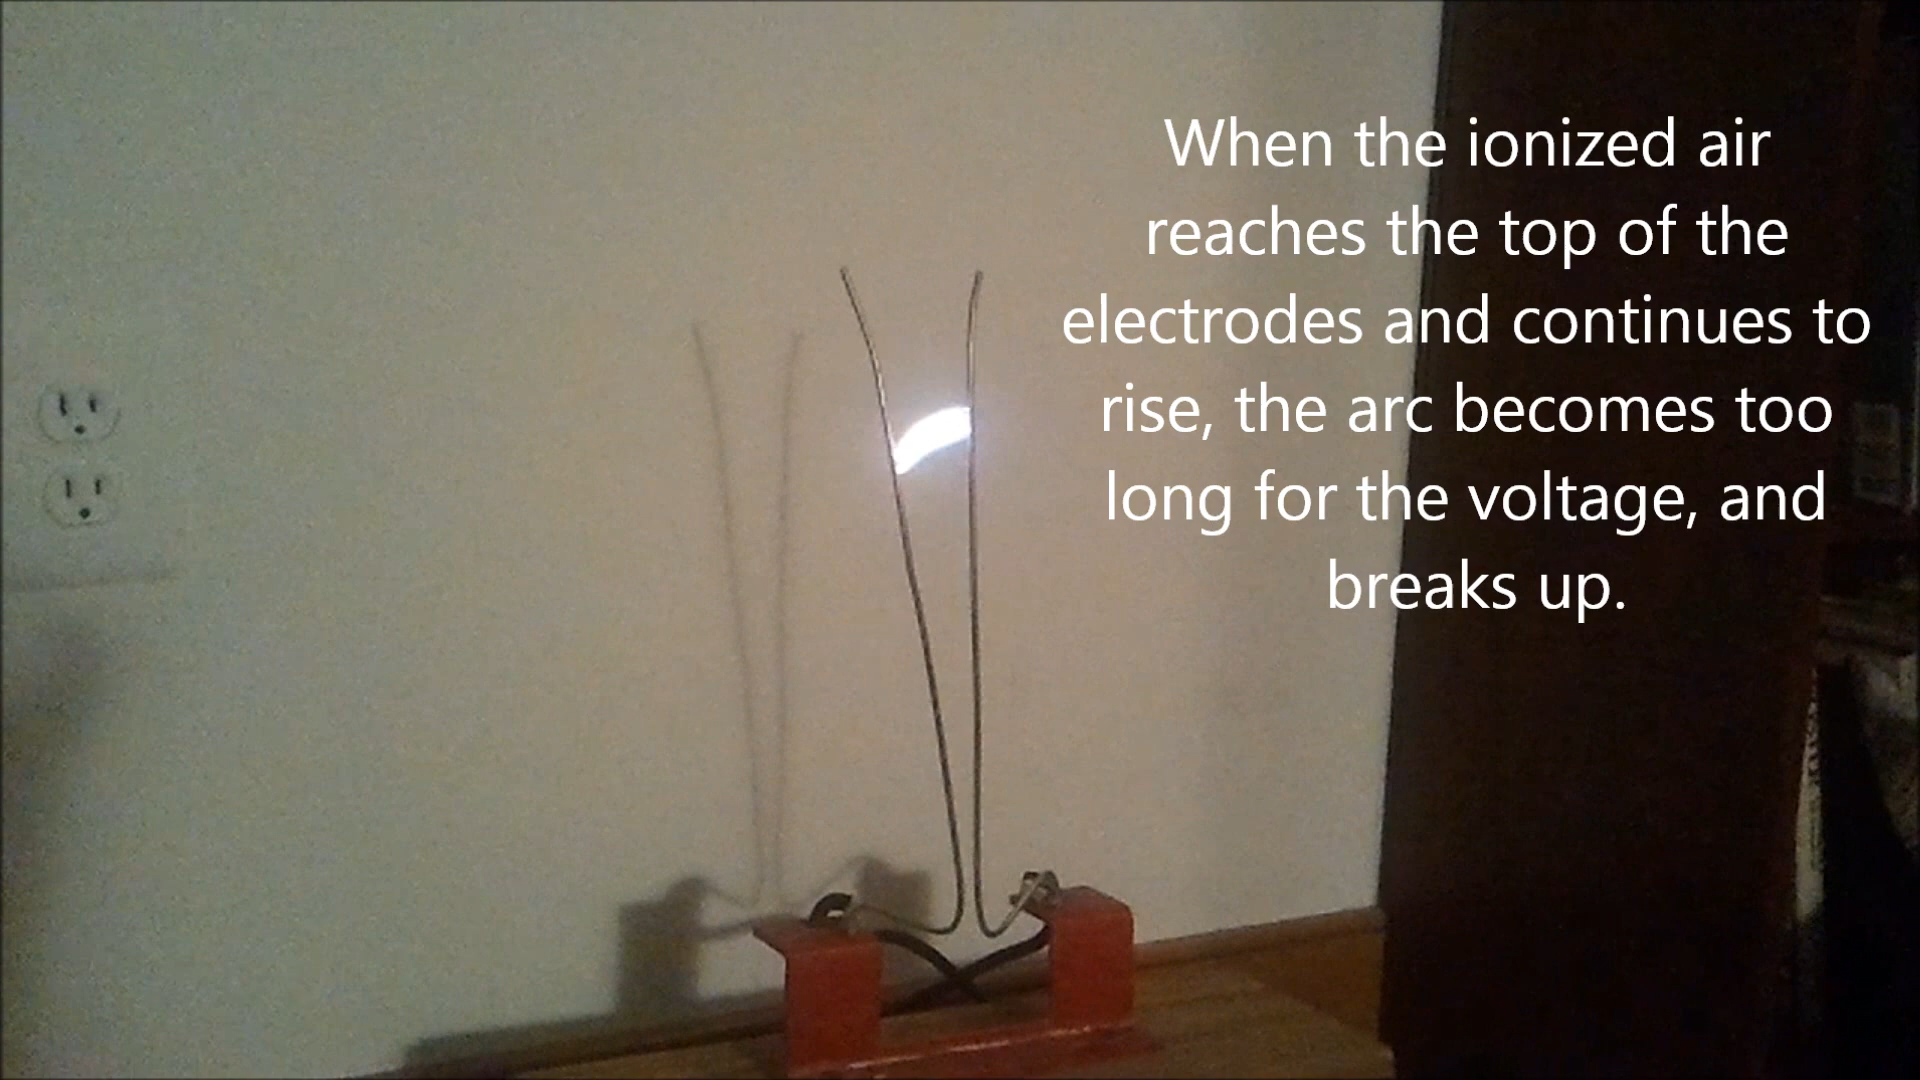 When the ionized air
reaches the top of the
electrodes and continues to
rise, the arc becomes too
long for the voltage, and
breaks up.